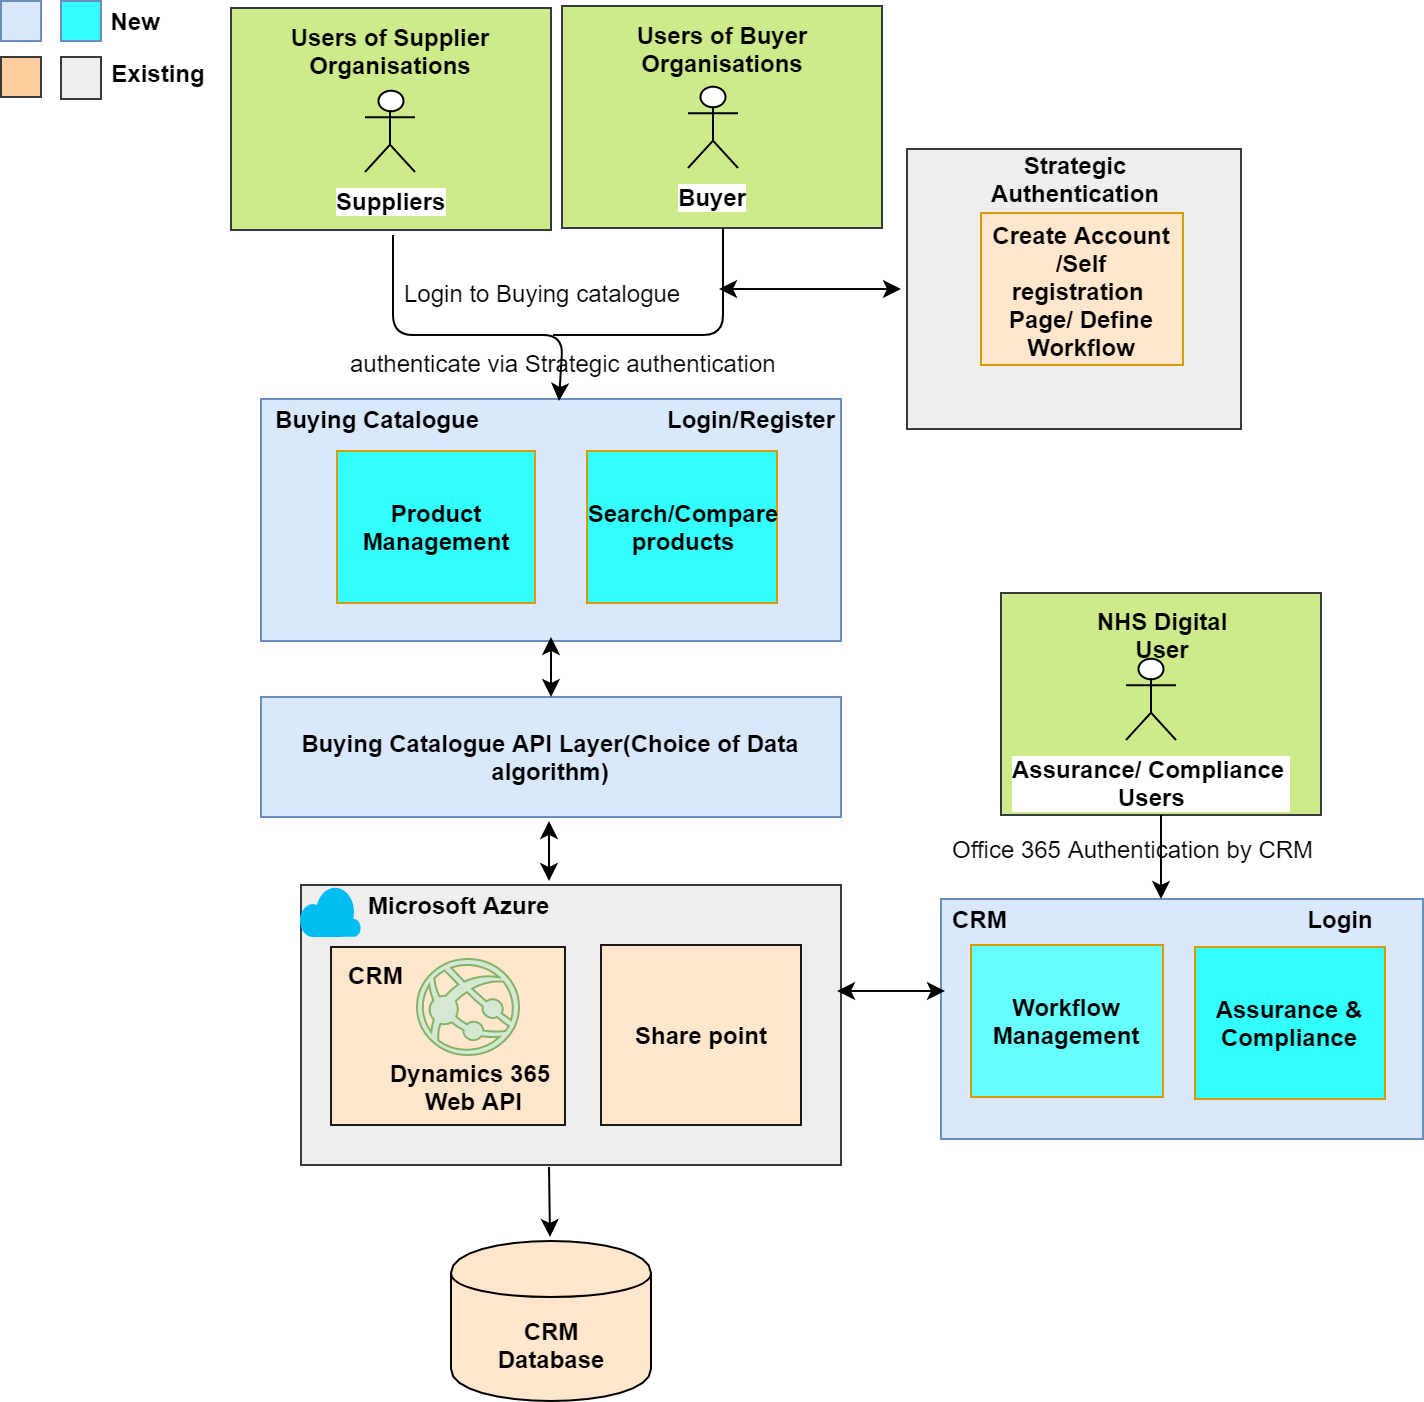 New
Existing
Users of Supplier
Organisations
Suppliers
Users of Buyer
Organisations
Buyer
Strategic
Authentication
Create Account
/Self
registration
Page/ Define
Workflow
Login to Buying catalogue
authenticate via Strategic authentication
Buying Catalogue
Login/Register
Product
Management
Search/Compare
products
NHS Digital
User
Assurance/ Compliance
Users
Buying Catalogue API Layer(Choice of Data
algorithm)
Office 365 Authentication by CRM
Microsoft Azure
CRM
Dynamics 365
Web API
Share point
CRM
Login
Workflow
Management
Assurance &
Compliance
CRM
Database